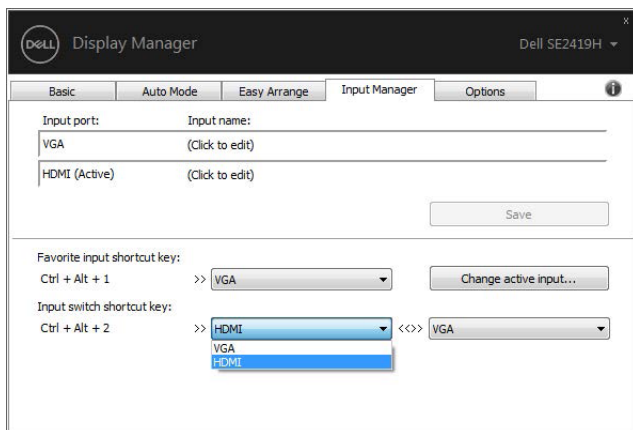 x
DELL Display Manager Dell SE2419H
Basic Auto Mode Easy Arrange Input Manager Options i
Input port: Input name:
VGA (Click to edit)
HDMI (Active) (Click to edit)
Save
Favorite input shortcut key:
Ctrl + Alt + 1 >> VGA Change active input...
Input switch shortcut key:
Ctrl + Alt + 2 >> HDMI <<>> VGA
VGA
HDMI